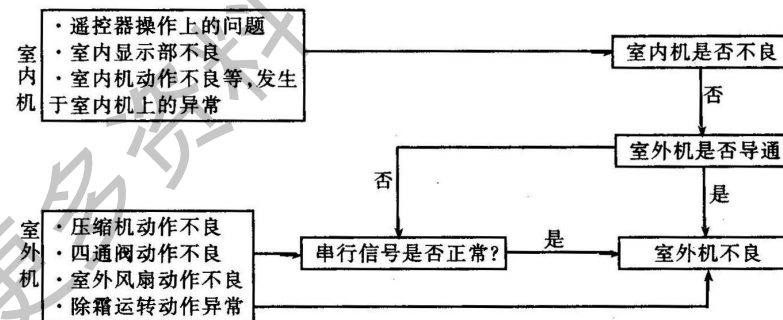 室内机
·遥控器操作上的问题
·室内显示部不良
·室内机动作不良等,发生
于室内机上的异常
室内机是否不良
否
室外机是否导通
否
是
室外机
·压缩机动作不良
·四通阀动作不良
·室外风扇动作不良
·除霜运转动作异常
串行信号是否正常?
是
室外机不良
更多资料